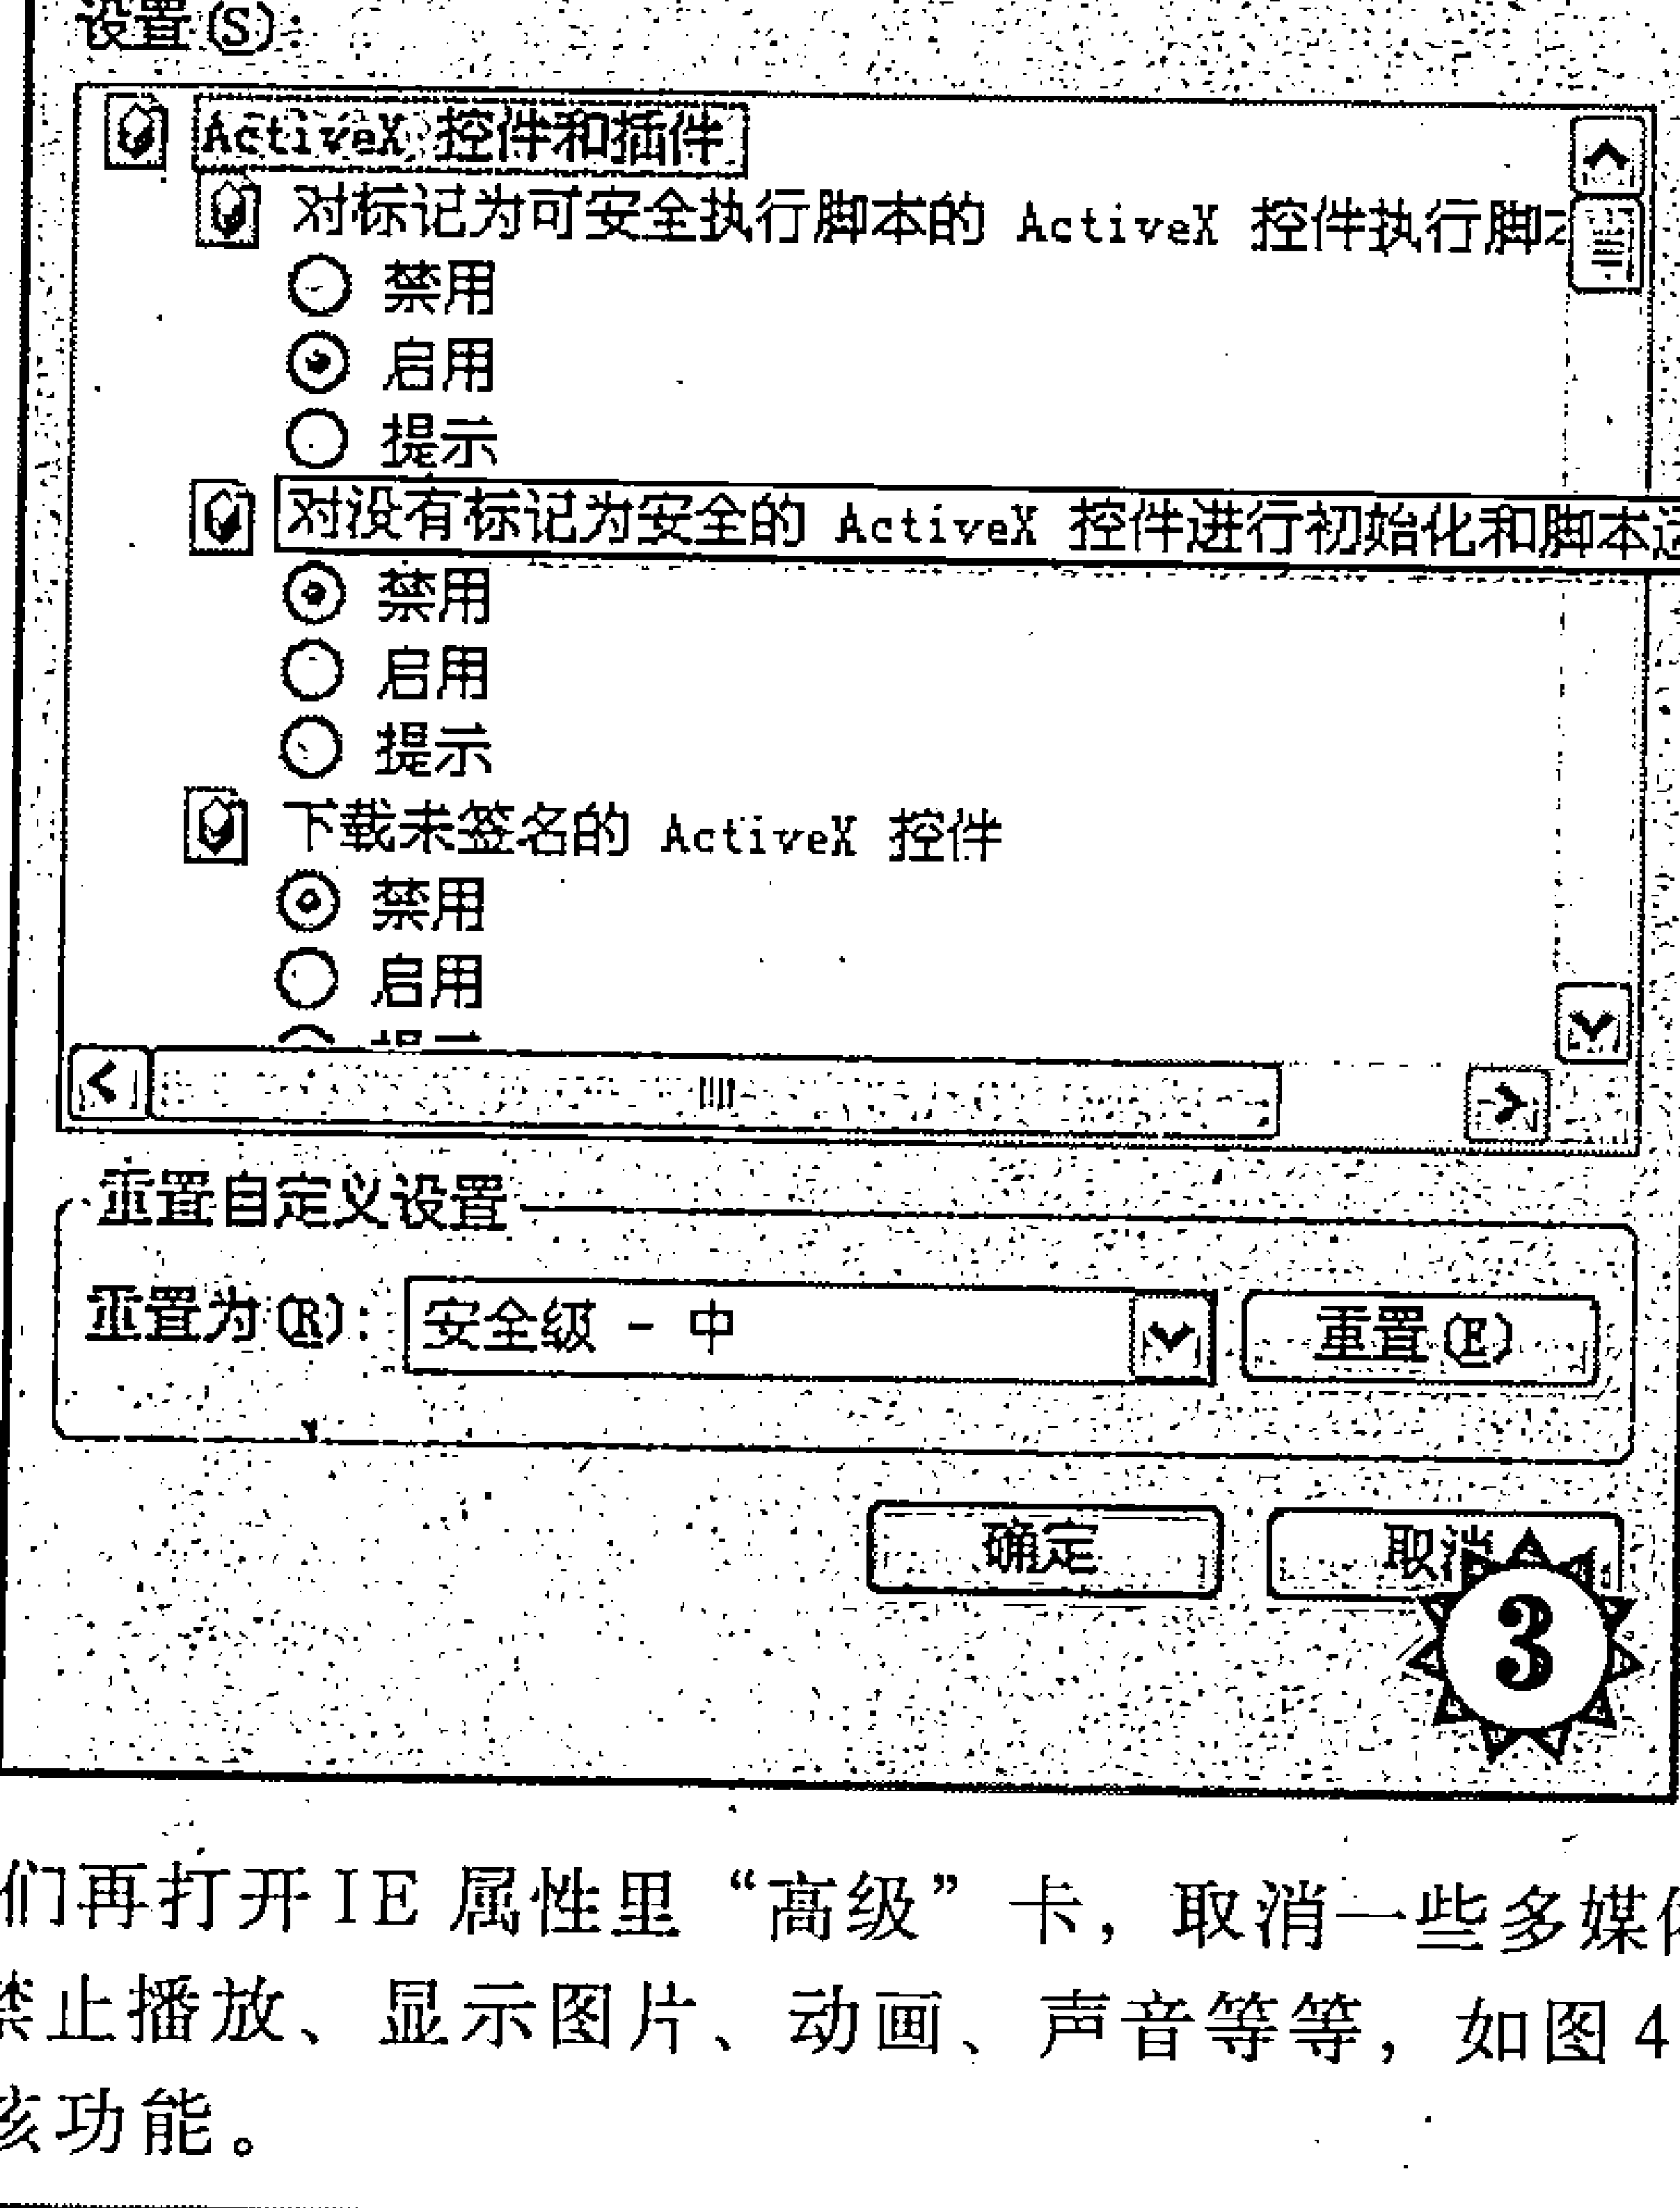 设置(S):
ActiveX 控件和插件
对标记为可安全执行脚本的 ActiveX 控件执行脚
禁用
启用
提示
对没有标记为安全的 ActiveX 控件进行初始化和脚本
禁用
启用
提示
下载未签名的 ActiveX 控件
禁用
启用
重置自定义设置
重置为(R): 安全级 - 中 重置(E)
确定 取消
3
们再打开IE 属性里“高级” 卡，取消一些多媒
禁止播放、显示图片、动画、声音等等，如图4
该功能。